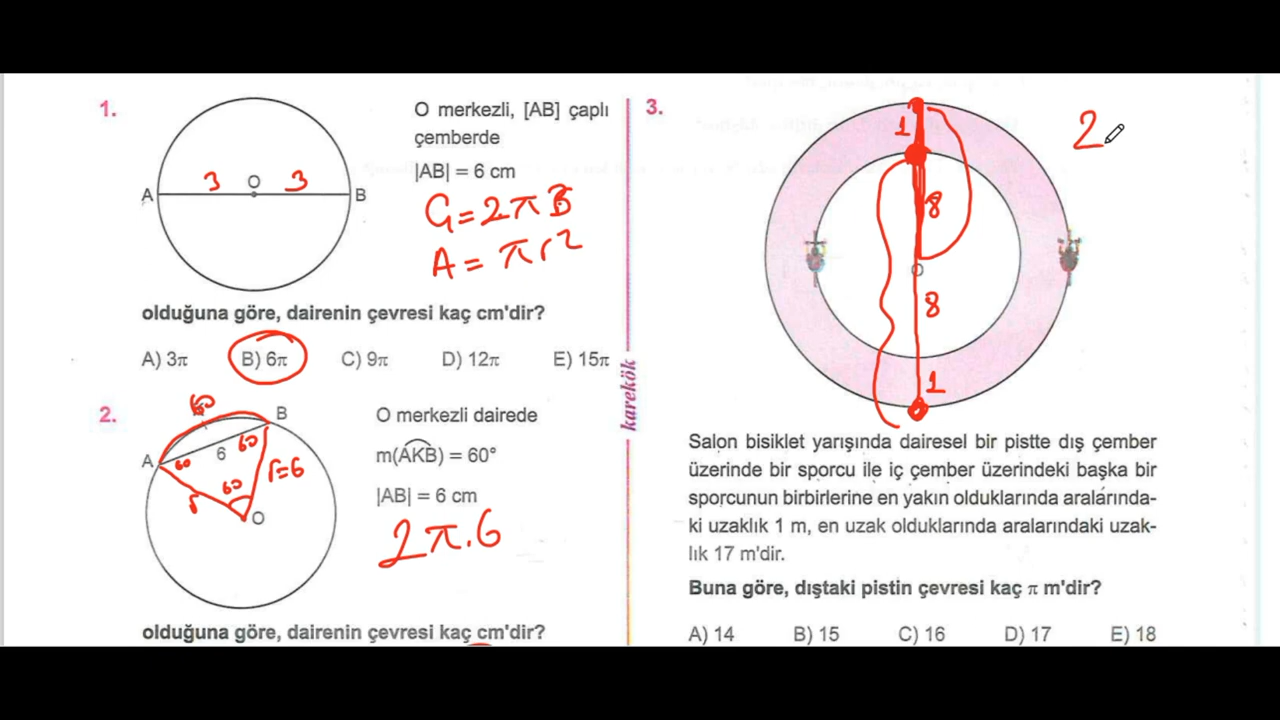 1.
O merkezli, [AB] çaplı
çemberde
|AB| = 6 cm
A
3
O
3
B
Ç=2.π.3
A = πr²
olduğuna göre, dairenin çevresi kaç cm'dir?
A) 3π B) 6π C) 9π D) 12π E) 15π
2.
60
B
O merkezli dairede
A
60
6
60
m(AKB) = 60°
60
r
r=6
O
|AB| = 6 cm
2π.6
olduğuna göre, dairenin çevresi kaç cm'dir?
karekök
3.
1
8
O
8
1
2
Salon bisiklet yarışında dairesel bir pistte dış çember
üzerinde bir sporcu ile iç çember üzerindeki başka bir
sporcunun birbirlerine en yakın olduklarında aralarında-
ki uzaklık 1 m, en uzak olduklarında aralarındaki uzak-
lık 17 m'dir.
Buna göre, dıştaki pistin çevresi kaç π m'dir?
A) 14 B) 15 C) 16 D) 17 E) 18